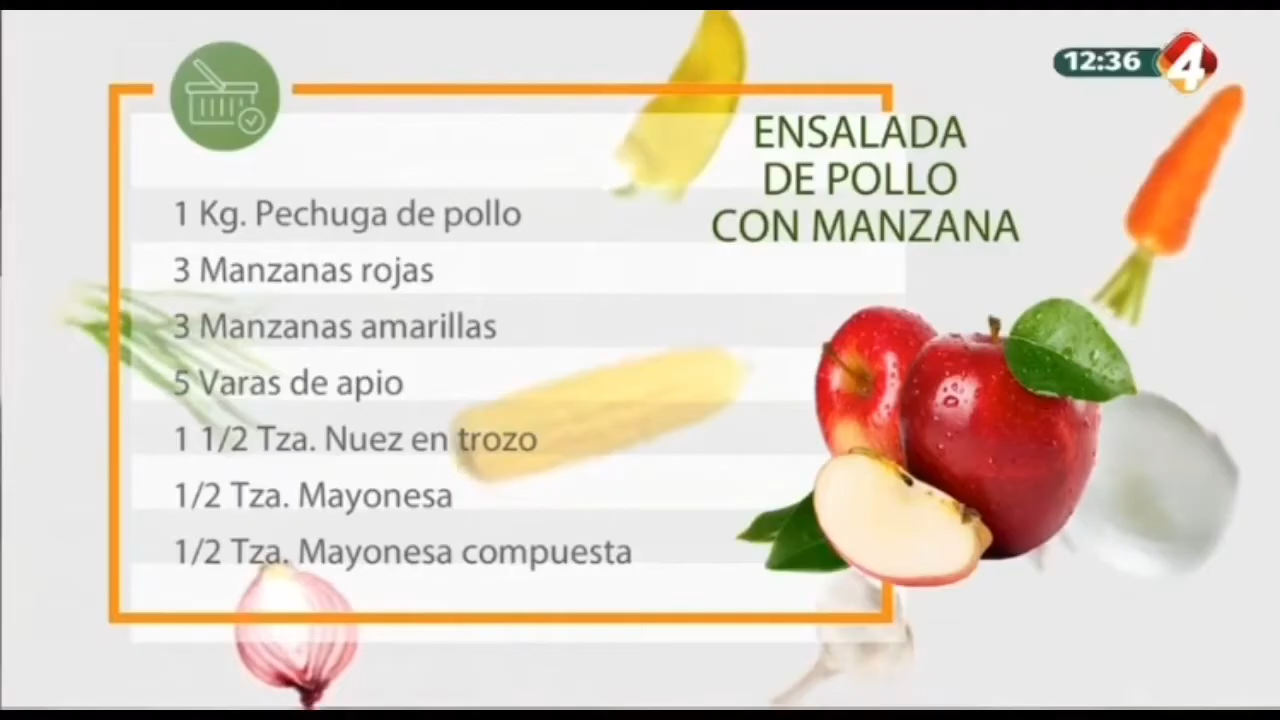 12:36
4
ENSALADA
DE POLLO
CON MANZANA
1 Kg. Pechuga de pollo
3 Manzanas rojas
3 Manzanas amarillas
5 Varas de apio
1 1/2 Tza. Nuez en trozo
1/2 Tza. Mayonesa
1/2 Tza. Mayonesa compuesta